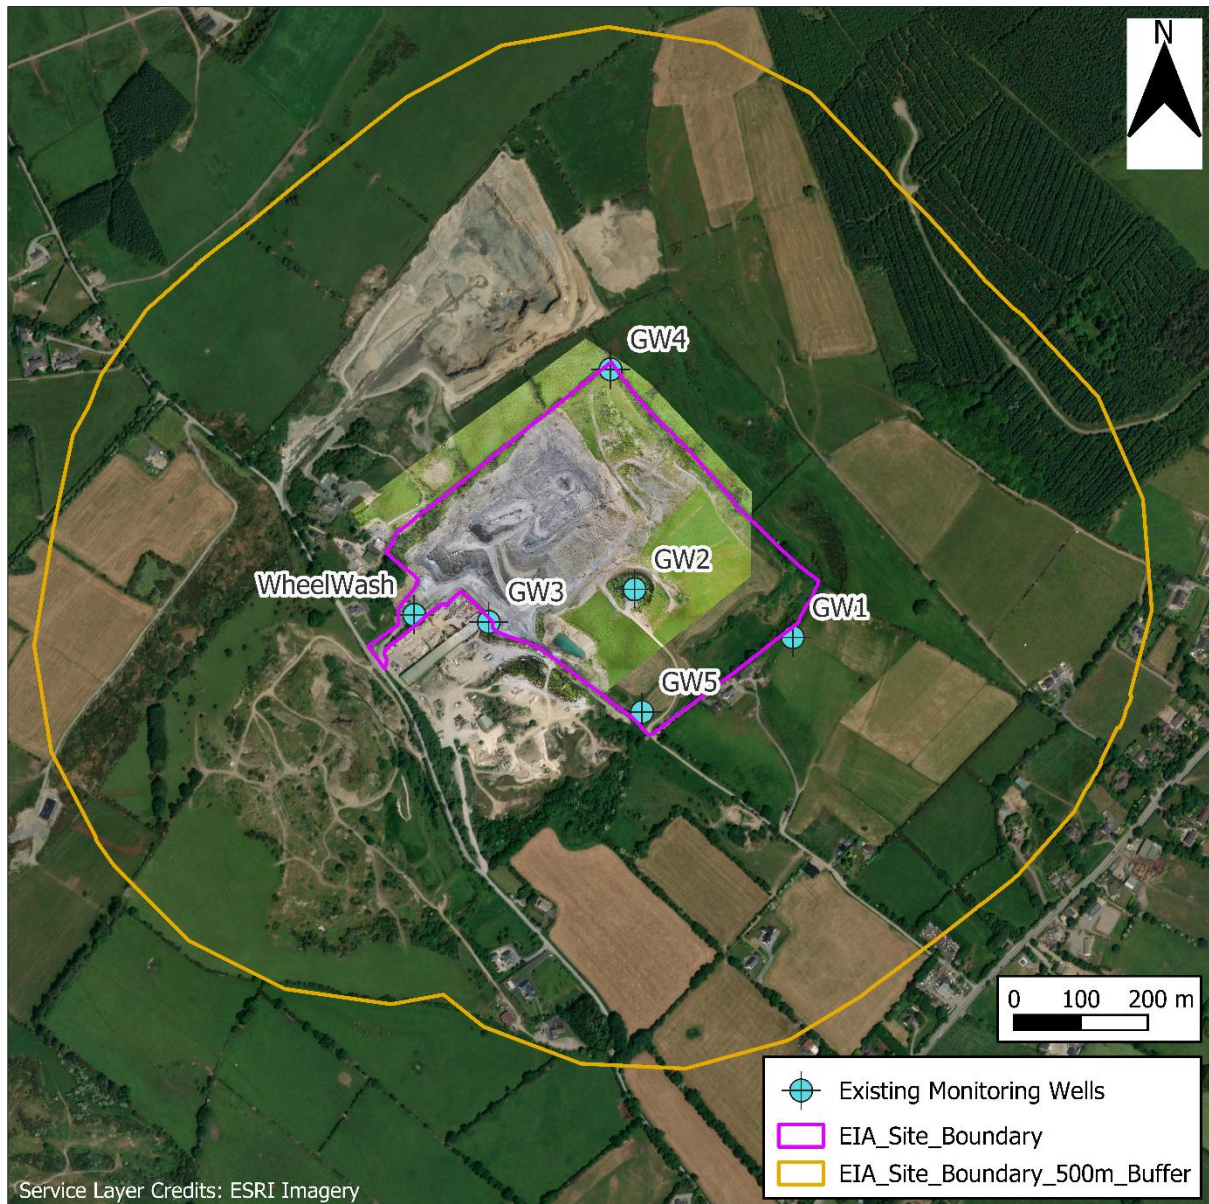 N
GW4
GW2
WheelWash
GW3
GW1
GW5
0 100 200 m
Existing Monitoring Wells
EIA_Site_Boundary
EIA_Site_Boundary_500m_Buffer
Service Layer Credits: ESRI Imagery